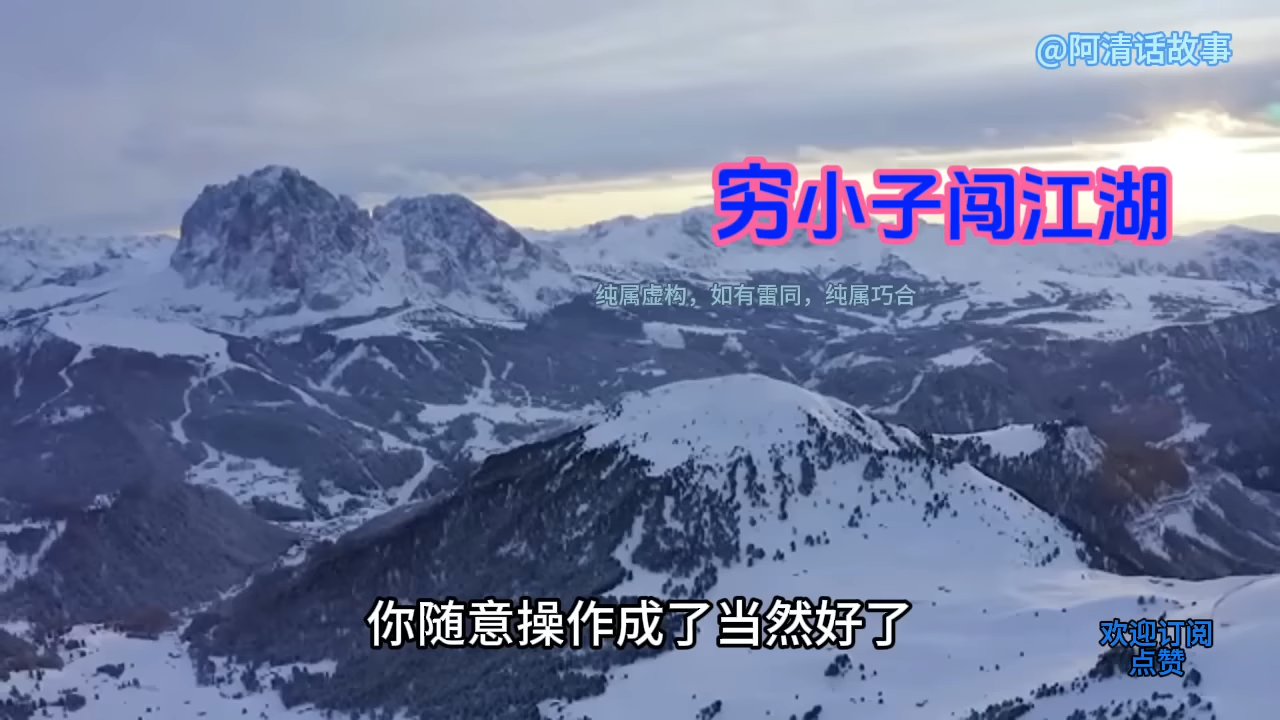 @阿清话故事
穷小子闯江湖
纯属虚构，如有雷同，纯属巧合
你随意操作成了当然好了
欢迎订阅
点赞